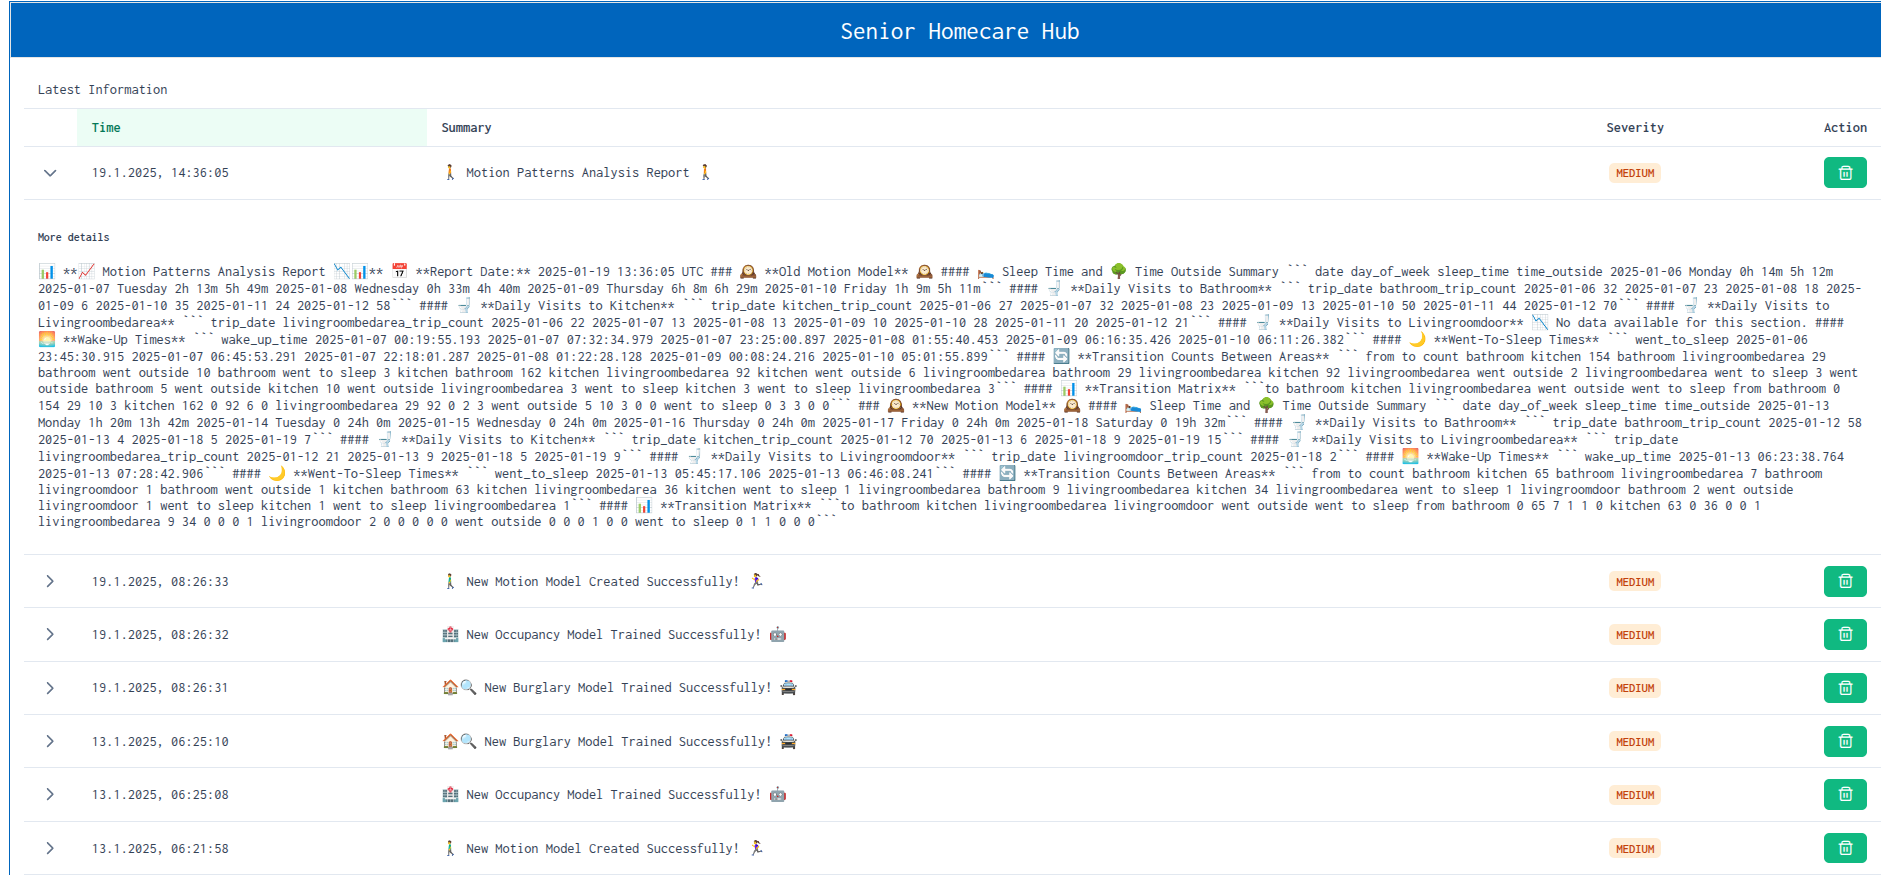 Senior Homecare Hub
Latest Information
Time Summary Severity Action
19.1.2025, 14:36:05 🚶 Motion Patterns Analysis Report 🚶 MEDIUM
More details
📊 **📈 Motion Patterns Analysis Report 📉📊** 📅 **Report Date:** 2025-01-19 13:36:05 UTC ### 🕰️ **Old Motion Model** 🕰️ #### 🛌 Sleep Time and 🌳 Time Outside Summary ``` date day_of_week sleep_time time_outside 2025-01-06 Monday 0h 14m 5h 12m
2025-01-07 Tuesday 2h 13m 5h 49m 2025-01-08 Wednesday 0h 33m 4h 40m 2025-01-09 Thursday 6h 8m 6h 29m 2025-01-10 Friday 1h 9m 5h 11m``` #### 🚽 **Daily Visits to Bathroom** ``` trip_date bathroom_trip_count 2025-01-06 32 2025-01-07 23 2025-01-08 18 2025-
01-09 6 2025-01-10 35 2025-01-11 24 2025-01-12 58``` #### 🚽 **Daily Visits to Kitchen** ``` trip_date kitchen_trip_count 2025-01-06 27 2025-01-07 32 2025-01-08 23 2025-01-09 13 2025-01-10 50 2025-01-11 44 2025-01-12 70``` #### 🚽 **Daily Visits to
Livingroombedarea** ``` trip_date livingroombedarea_trip_count 2025-01-06 22 2025-01-07 13 2025-01-08 13 2025-01-09 10 2025-01-10 28 2025-01-11 20 2025-01-12 21``` #### 🚽 **Daily Visits to Livingroomdoor** 📉 No data available for this section. ####
🌅 **Wake-Up Times** ``` wake_up_time 2025-01-07 00:19:55.193 2025-01-07 07:32:34.979 2025-01-07 23:25:00.897 2025-01-08 01:55:40.453 2025-01-09 06:16:35.426 2025-01-10 06:11:26.382``` #### 🌙 **Went-To-Sleep Times** ``` went_to_sleep 2025-01-06
23:45:30.915 2025-01-07 06:45:53.291 2025-01-07 22:18:01.287 2025-01-08 01:22:28.128 2025-01-09 00:08:24.216 2025-01-10 05:01:55.899``` #### 🔄 **Transition Counts Between Areas** ``` from to count bathroom kitchen 154 bathroom livingroombedarea 29
bathroom went outside 10 bathroom went to sleep 3 kitchen bathroom 162 kitchen livingroombedarea 92 kitchen went outside 6 livingroombedarea bathroom 29 livingroombedarea kitchen 92 livingroombedarea went outside 2 livingroombedarea went to sleep 3 went
outside bathroom 5 went outside kitchen 10 went outside livingroombedarea 3 went to sleep kitchen 3 went to sleep livingroombedarea 3``` #### 📊 **Transition Matrix** ```to bathroom kitchen livingroombedarea went outside went to sleep from bathroom 0
154 29 10 3 kitchen 162 0 92 6 0 livingroombedarea 29 92 0 2 3 went outside 5 10 3 0 0 went to sleep 0 3 3 0 0``` ### 🕰️ **New Motion Model** 🕰️ #### 🛌 Sleep Time and 🌳 Time Outside Summary ``` date day_of_week sleep_time time_outside 2025-01-13
Monday 1h 20m 13h 42m 2025-01-14 Tuesday 0 24h 0m 2025-01-15 Wednesday 0 24h 0m 2025-01-16 Thursday 0 24h 0m 2025-01-17 Friday 0 24h 0m 2025-01-18 Saturday 0 19h 32m``` #### 🚽 **Daily Visits to Bathroom** ``` trip_date bathroom_trip_count 2025-01-12 58
2025-01-13 4 2025-01-18 5 2025-01-19 7``` #### 🚽 **Daily Visits to Kitchen** ``` trip_date kitchen_trip_count 2025-01-12 70 2025-01-13 6 2025-01-18 9 2025-01-19 15``` #### 🚽 **Daily Visits to Livingroombedarea** ``` trip_date
livingroombedarea_trip_count 2025-01-12 21 2025-01-13 9 2025-01-18 5 2025-01-19 9``` #### 🚽 **Daily Visits to Livingroomdoor** ``` trip_date livingroomdoor_trip_count 2025-01-18 2``` #### 🌅 **Wake-Up Times** ``` wake_up_time 2025-01-13 06:23:38.764
2025-01-13 07:28:42.906``` #### 🌙 **Went-To-Sleep Times** ``` went_to_sleep 2025-01-13 05:45:17.106 2025-01-13 06:46:08.241``` #### 🔄 **Transition Counts Between Areas** ``` from to count bathroom kitchen 65 bathroom livingroombedarea 7 bathroom
livingroomdoor 1 bathroom went outside 1 kitchen bathroom 63 kitchen livingroombedarea 36 kitchen went to sleep 1 livingroombedarea bathroom 9 livingroombedarea kitchen 34 livingroombedarea went to sleep 1 livingroomdoor bathroom 2 went outside
livingroomdoor 1 went to sleep kitchen 1 went to sleep livingroombedarea 1``` #### 📊 **Transition Matrix** ```to bathroom kitchen livingroombedarea livingroomdoor went outside went to sleep from bathroom 0 65 7 1 1 0 kitchen 63 0 36 0 0 1
livingroombedarea 9 34 0 0 0 1 livingroomdoor 2 0 0 0 0 0 went outside 0 0 0 1 0 0 went to sleep 0 1 1 0 0 0```
19.1.2025, 08:26:33 🚶‍♂️ New Motion Model Created Successfully! 🏃‍♀️ MEDIUM
19.1.2025, 08:26:32 🏥 New Occupancy Model Trained Successfully! 🤖 MEDIUM
19.1.2025, 08:26:31 🏠🔍 New Burglary Model Trained Successfully! 🚔 MEDIUM
13.1.2025, 06:25:10 🏠🔍 New Burglary Model Trained Successfully! 🚔 MEDIUM
13.1.2025, 06:25:08 🏥 New Occupancy Model Trained Successfully! 🤖 MEDIUM
13.1.2025, 06:21:58 🚶‍♂️ New Motion Model Created Successfully! 🏃‍♀️ MEDIUM